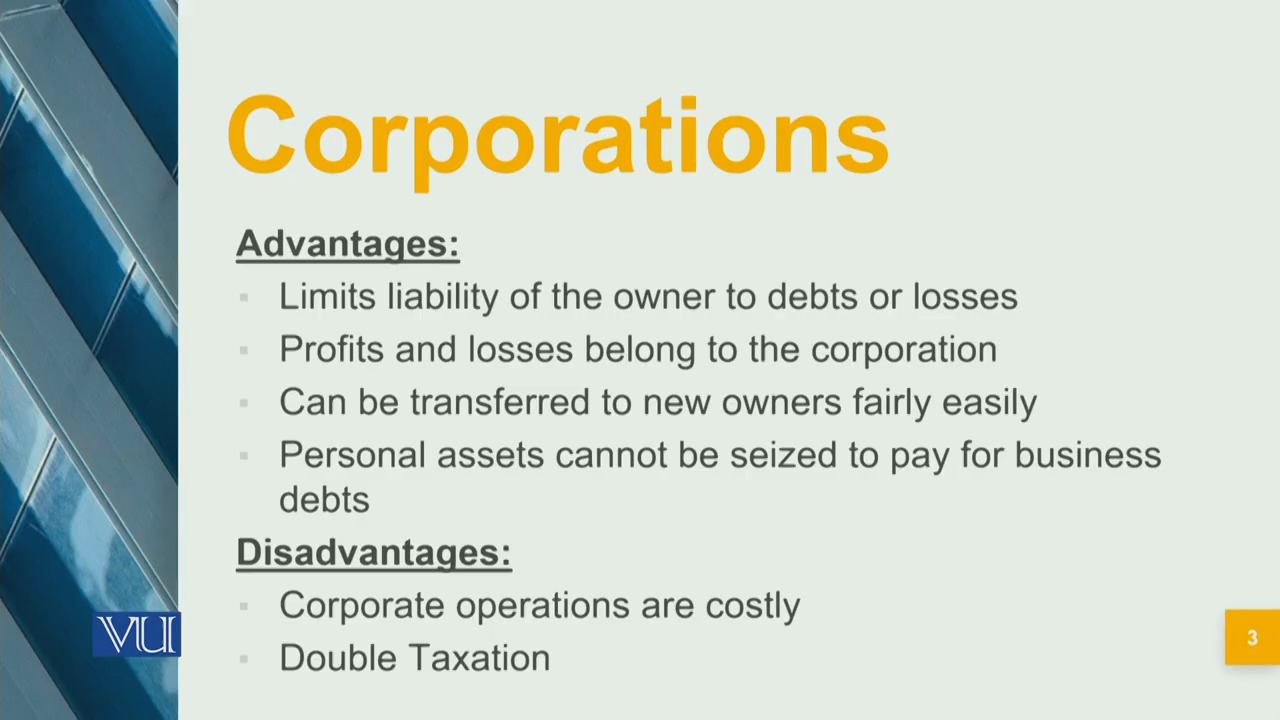 Corporations
Advantages:
Limits liability of the owner to debts or losses
Profits and losses belong to the corporation
Can be transferred to new owners fairly easily
Personal assets cannot be seized to pay for business
debts
Disadvantages:
Corporate operations are costly
Double Taxation
VU
3